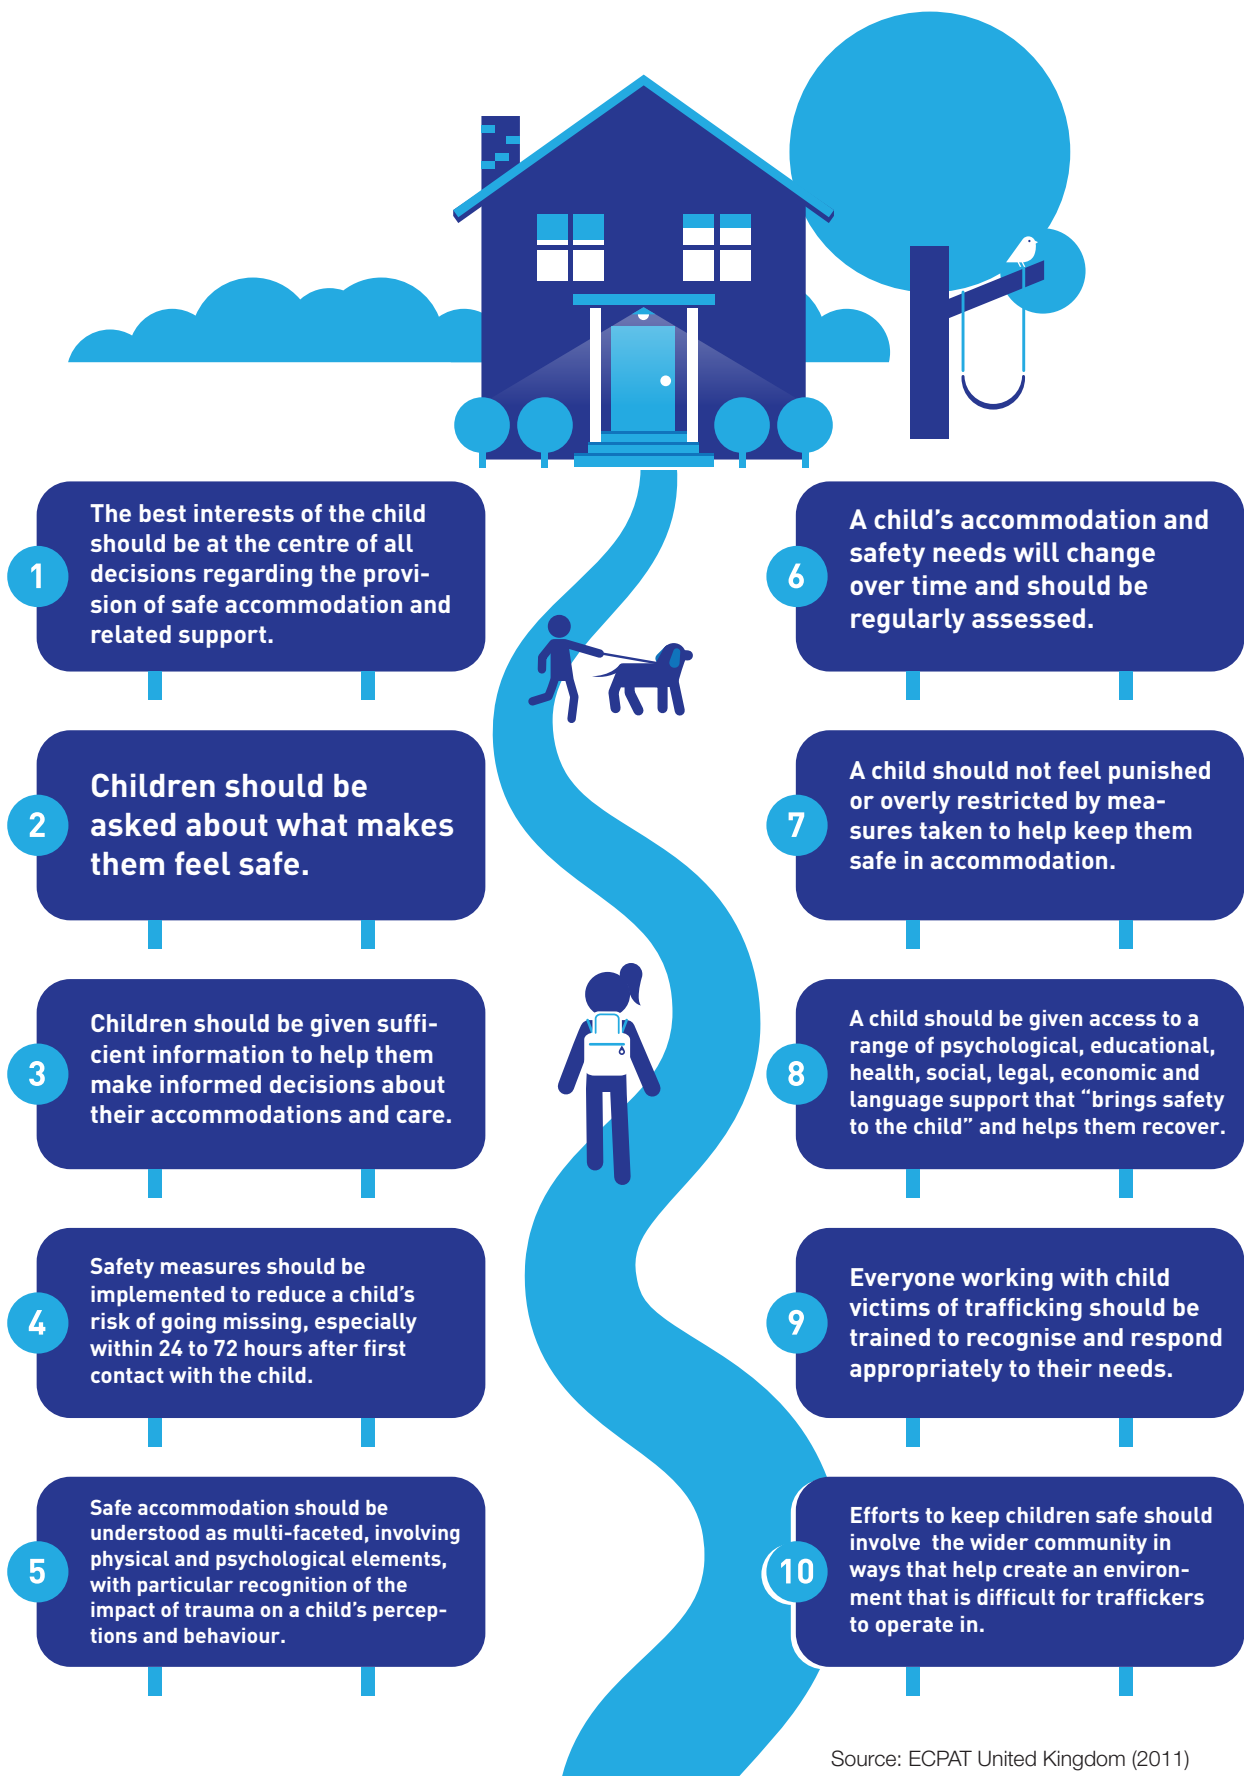 1
The best interests of the child
should be at the centre of all
decisions regarding the provi-
sion of safe accommodation and
related support.
2
Children should be
asked about what makes
them feel safe.
3
Children should be given suffi-
cient information to help them
make informed decisions about
their accommodations and care.
4
Safety measures should be
implemented to reduce a child’s
risk of going missing, especially
within 24 to 72 hours after first
contact with the child.
5
Safe accommodation should be
understood as multi-faceted, involving
physical and psychological elements,
with particular recognition of the
impact of trauma on a child’s percep-
tions and behaviour.
6
A child’s accommodation and
safety needs will change
over time and should be
regularly assessed.
7
A child should not feel punished
or overly restricted by mea-
sures taken to help keep them
safe in accommodation.
8
A child should be given access to a
range of psychological, educational,
health, social, legal, economic and
language support that “brings safety
to the child” and helps them recover.
9
Everyone working with child
victims of trafficking should be
trained to recognise and respond
appropriately to their needs.
10
Efforts to keep children safe should
involve the wider community in
ways that help create an environ-
ment that is difficult for traffickers
to operate in.
Source: ECPAT United Kingdom (2011)